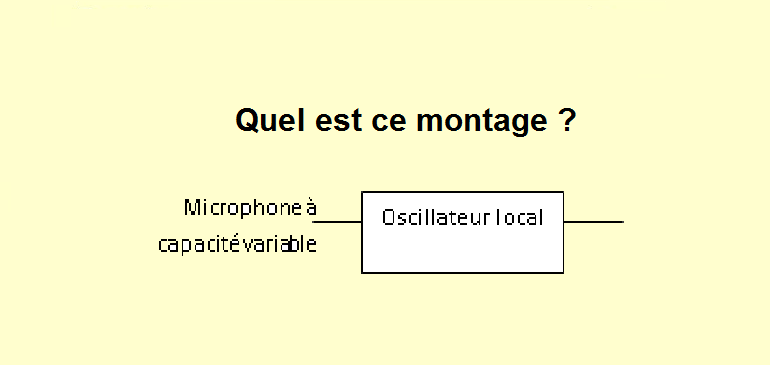 Quel est ce montage ?
Microphone à
capacité variable
Oscillateur local